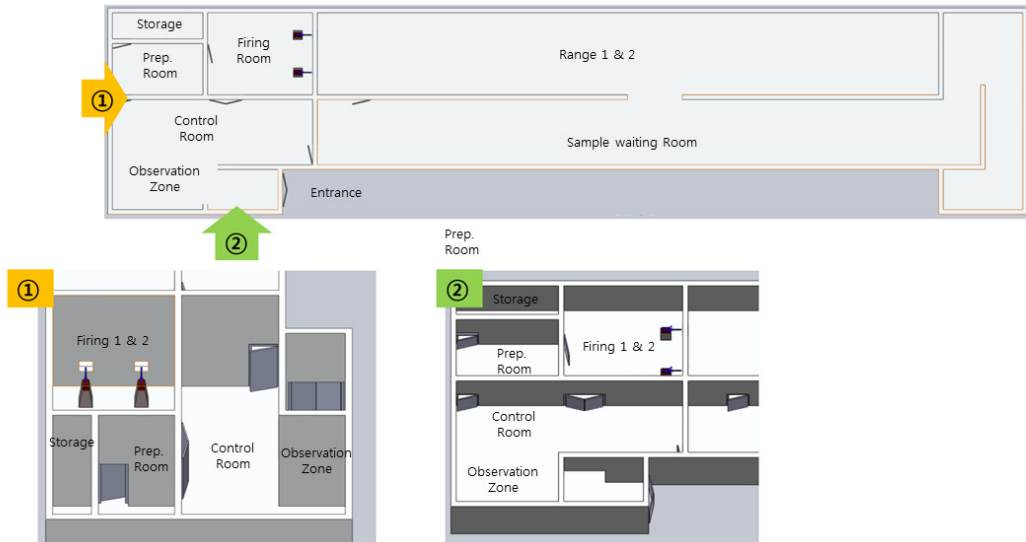 Storage
Firing
Room
Prep.
Room
Range 1 & 2
①
Control
Room
Sample waiting Room
Observation
Zone
Entrance
②
Prep.
Room
①
Firing 1 & 2
Storage
Prep.
Room
Control
Room
Observation
Zone
②
Storage
Firing 1 & 2
Prep.
Room
Control
Room
Observation
Zone